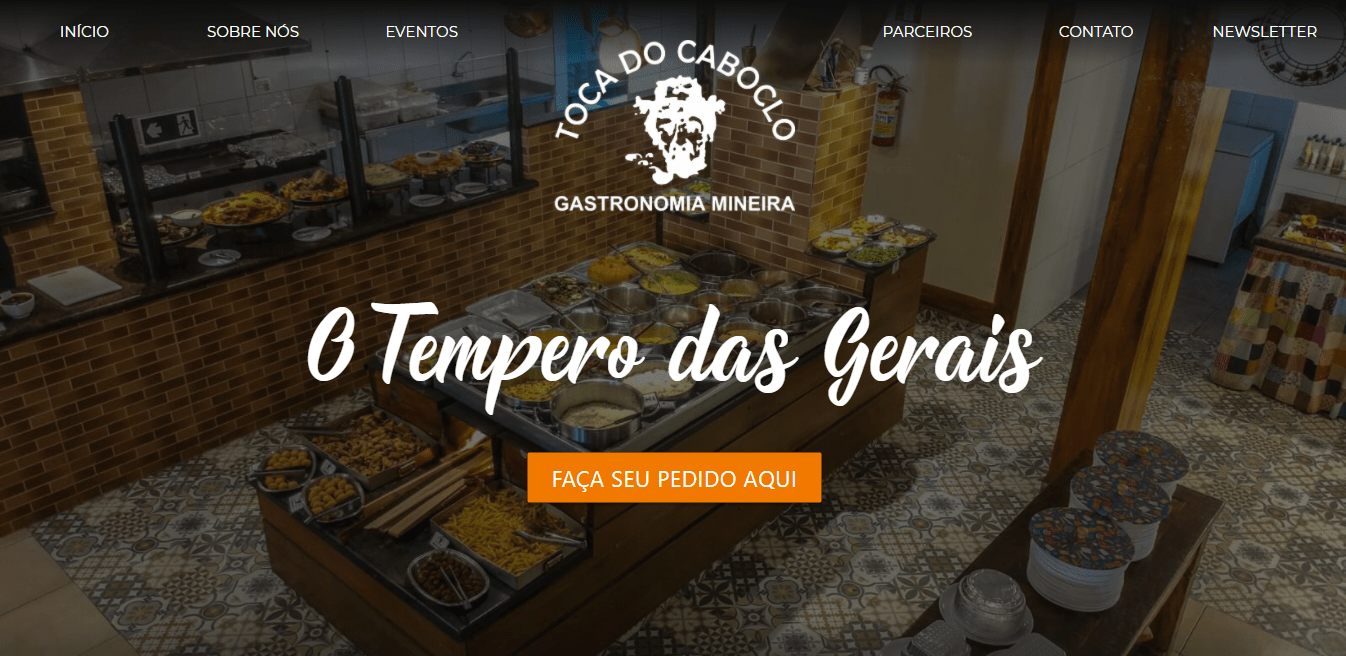 INÍCIO
SOBRE NÓS
EVENTOS
PARCEIROS
CONTATO
NEWSLETTER
TOCA DO CABOCLO
GASTRONOMIA MINEIRA
O Tempero das Gerais
FAÇA SEU PEDIDO AQUI